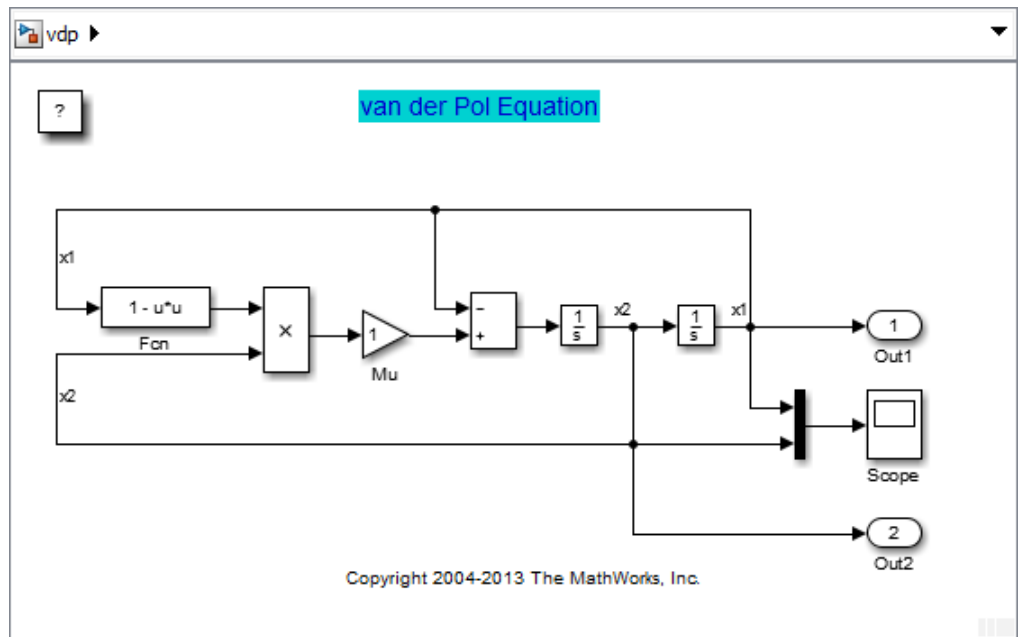 vdp
?
van der Pol Equation
x1
1 - u*u
Fcn
×
1
Mu
−
+
1
s
x2
1
s
x1
1
Out1
x2
Scope
2
Out2
Copyright 2004-2013 The MathWorks, Inc.